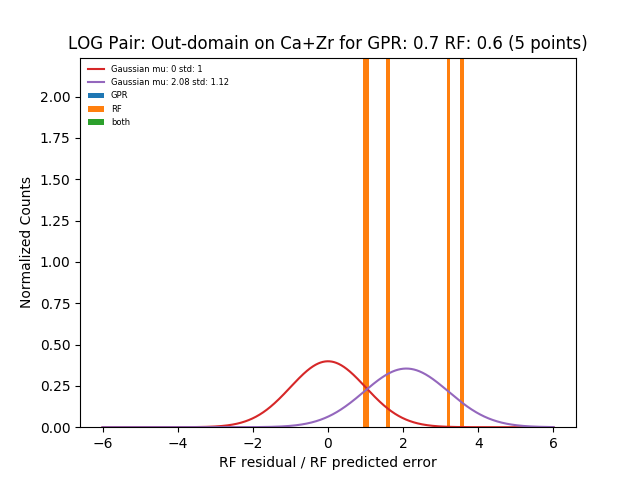 LOG Pair: Out-domain on Ca+Zr for GPR: 0.7 RF: 0.6 (5 points)
Gaussian mu: 0 std: 1
Gaussian mu: 2.08 std: 1.12
GPR
RF
both
2.00
1.75
1.50
1.25
1.00
0.75
0.50
0.25
0.00
Normalized Counts
−6 −4 −2 0 2 4 6
RF residual / RF predicted error